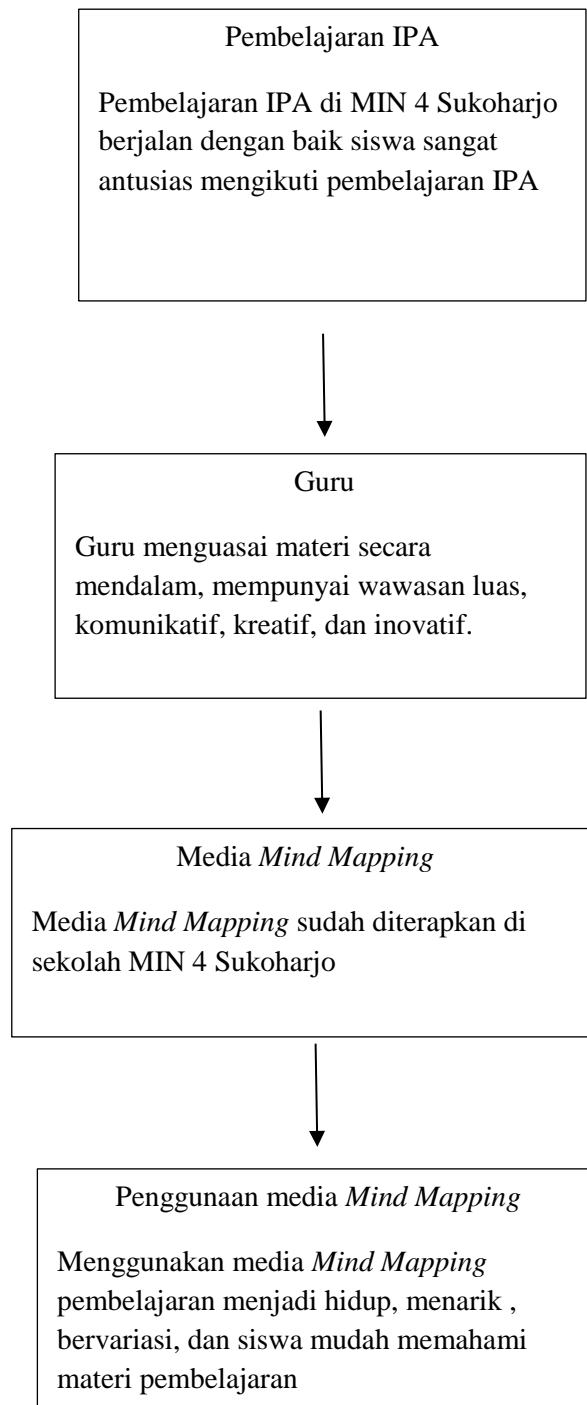 Pembelajaran IPA
Pembelajaran IPA di MIN 4 Sukoharjo
berjalan dengan baik siswa sangat
antusias mengikuti pembelajaran IPA
Guru
Guru menguasai materi secara
mendalam, mempunyai wawasan luas,
komunikatif, kreatif, dan inovatif.
Media Mind Mapping
Media Mind Mapping sudah diterapkan di
sekolah MIN 4 Sukoharjo
Penggunaan media Mind Mapping
Menggunakan media Mind Mapping
pembelajaran menjadi hidup, menarik ,
bervariasi, dan siswa mudah memahami
materi pembelajaran